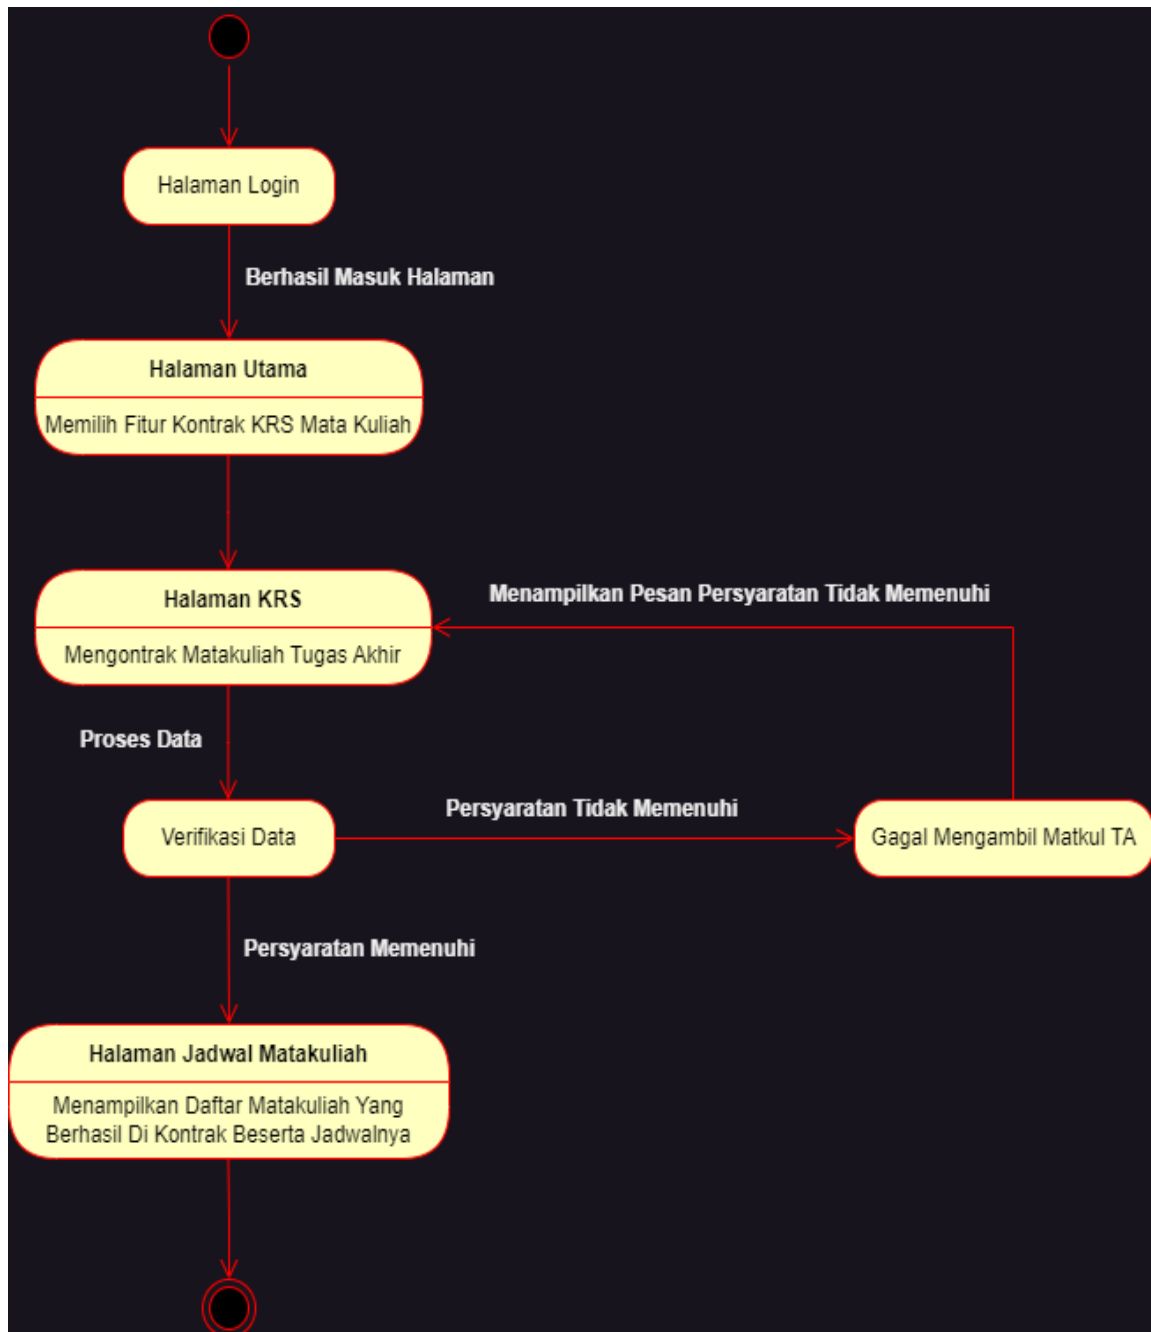 Halaman Login
Berhasil Masuk Halaman
Halaman Utama
Memilih Fitur Kontrak KRS Mata Kuliah
Halaman KRS
Mengontrak Matakuliah Tugas Akhir
Menampilkan Pesan Persyaratan Tidak Memenuhi
Proses Data
Verifikasi Data
Persyaratan Tidak Memenuhi
Gagal Mengambil Matkul TA
Persyaratan Memenuhi
Halaman Jadwal Matakuliah
Menampilkan Daftar Matakuliah Yang
Berhasil Di Kontrak Beserta Jadwalnya